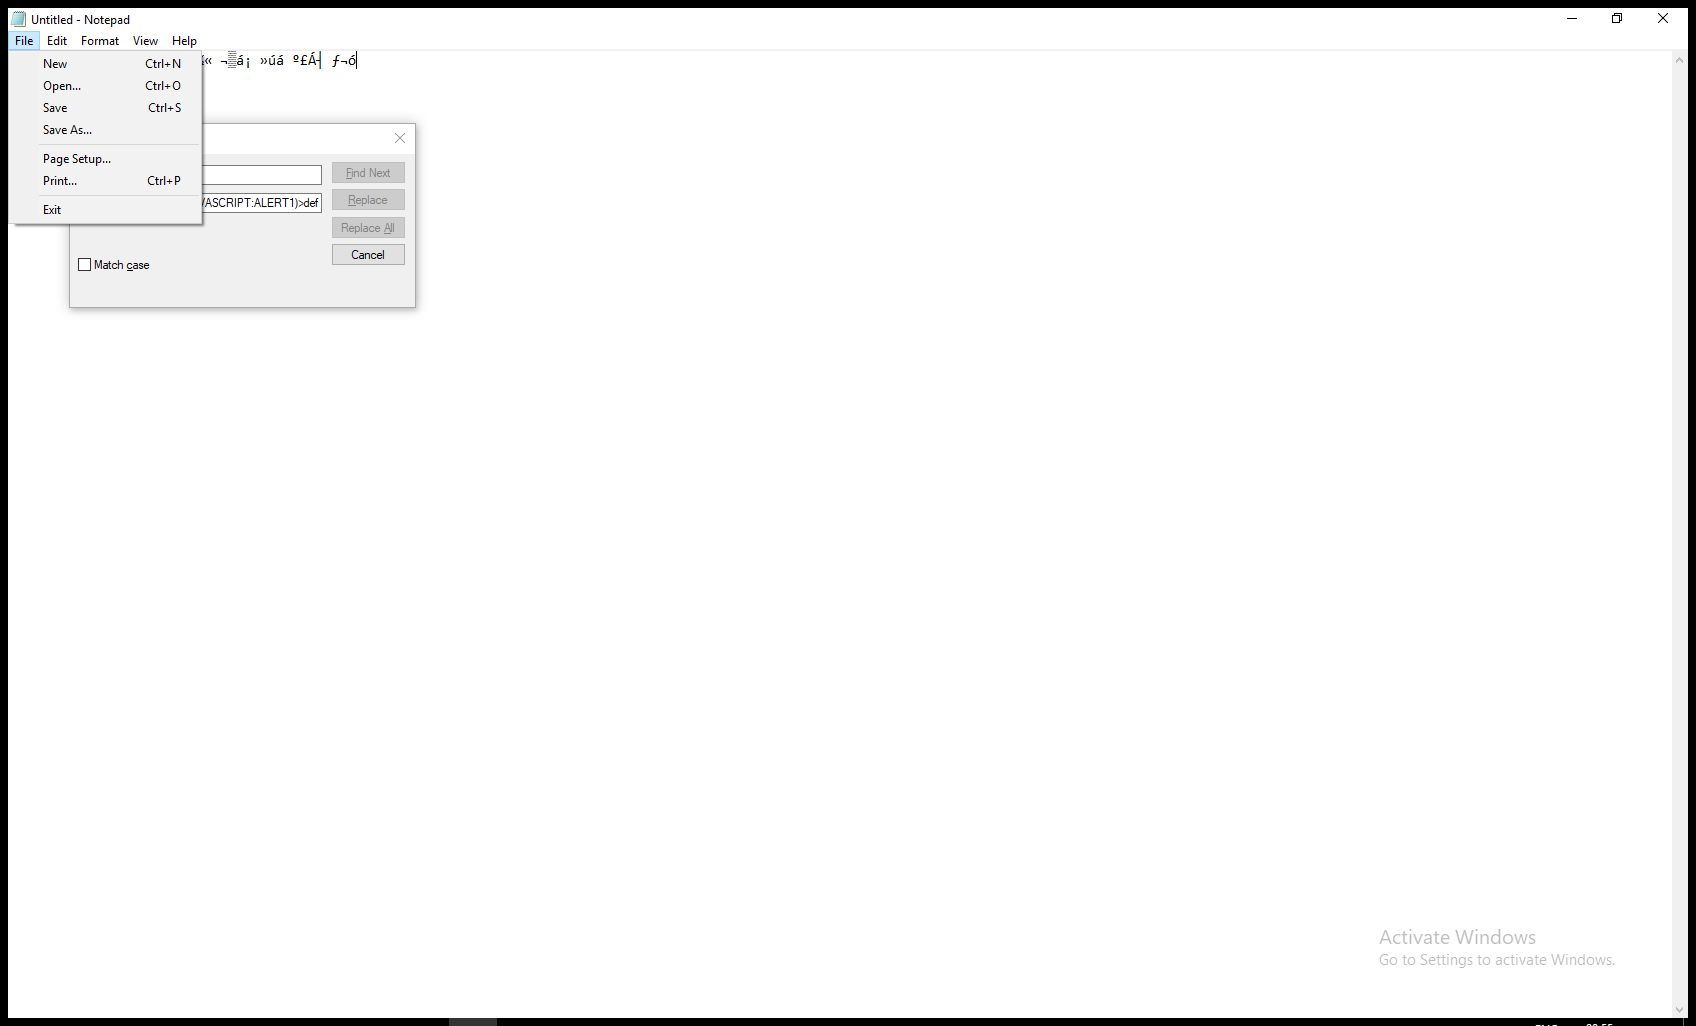 Untitled - Notepad
File Edit Format View Help
« ¬▒á¡ »úá º£Á┤ ƒ¬ó
New Ctrl+N
Open... Ctrl+O
Save Ctrl+S
Save As...
Page Setup...
Print... Ctrl+P
Exit
Find Next
ASCRIPT:ALERT1)>def
Replace
Replace All
Cancel
Match case
Activate Windows
Go to Settings to activate Windows.